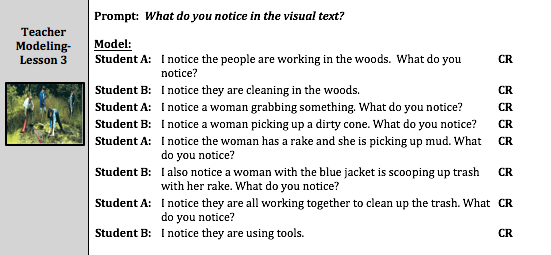 Teacher
Modeling-
Lesson 3
Prompt: What do you notice in the visual text?
Model:
Student A: I notice the people are working in the woods. What do you CR
notice?
Student B: I notice they are cleaning in the woods. CR
Student A: I notice a woman grabbing something. What do you notice? CR
Student B: I notice a woman picking up a dirty cone. What do you notice? CR
Student A: I notice the woman has a rake and she is picking up mud. What CR
do you notice?
Student B: I also notice a woman with the blue jacket is scooping up trash CR
with her rake. What do you notice?
Student A: I notice they are all working together to clean up the trash. What CR
do you notice?
Student B: I notice they are using tools. CR